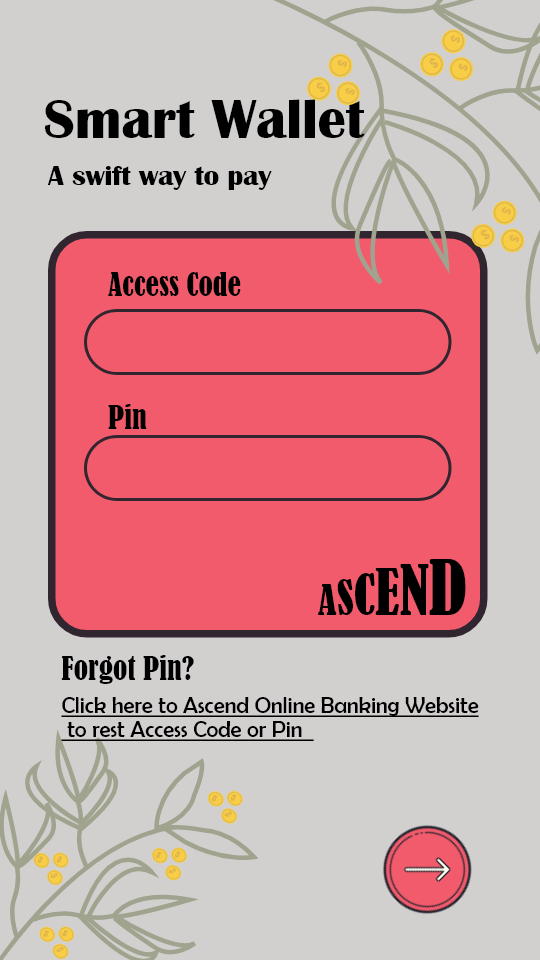 Smart Wallet
A swift way to pay
Access Code
Pin
ASCEND
Forgot Pin?
Click here to Ascend Online Banking Website
to rest Access Code or Pin